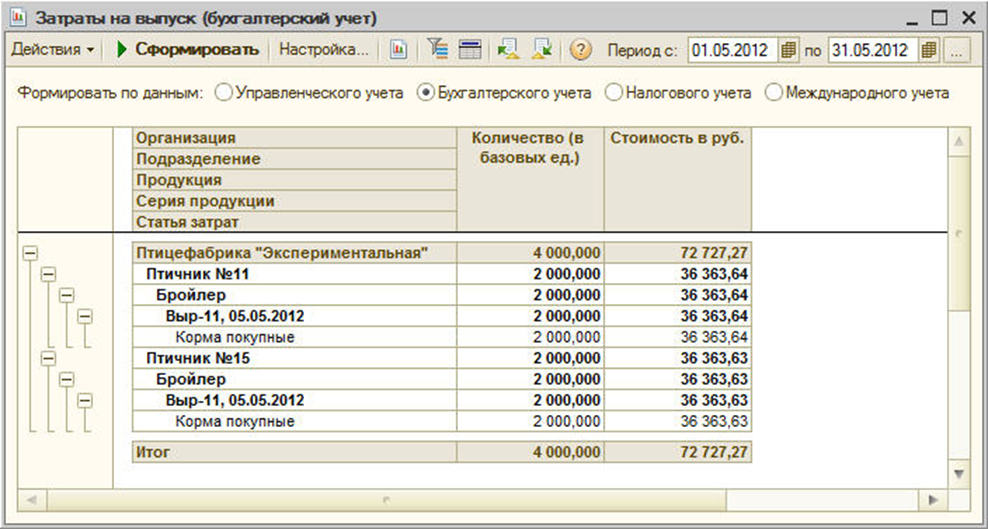 Затраты на выпуск (бухгалтерский учет)
Действия Сформировать Настройка... Период с: 01.05.2012 по 31.05.2012 ...
Формировать по данным: Управленческого учета Бухгалтерского учета Налогового учета Международного учета
Организация Количество (в базовых ед.) Стоимость в руб.
Подразделение
Продукция
Серия продукции
Статья затрат
Птицефабрика "Экспериментальная" 4 000,000 72 727,27
Птичник №11 2 000,000 36 363,64
Бройлер 2 000,000 36 363,64
Выр-11, 05.05.2012 2 000,000 36 363,64
Корма покупные 2 000,000 36 363,64
Птичник №15 2 000,000 36 363,63
Бройлер 2 000,000 36 363,63
Выр-11, 05.05.2012 2 000,000 36 363,63
Корма покупные 2 000,000 36 363,63
Итог 4 000,000 72 727,27